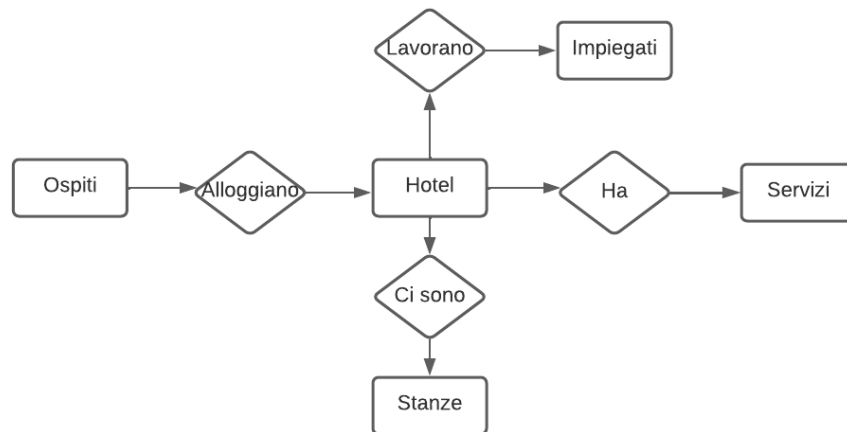 Lavorano
Impiegati
Ospiti
Alloggiano
Hotel
Ha
Servizi
Ci sono
Stanze